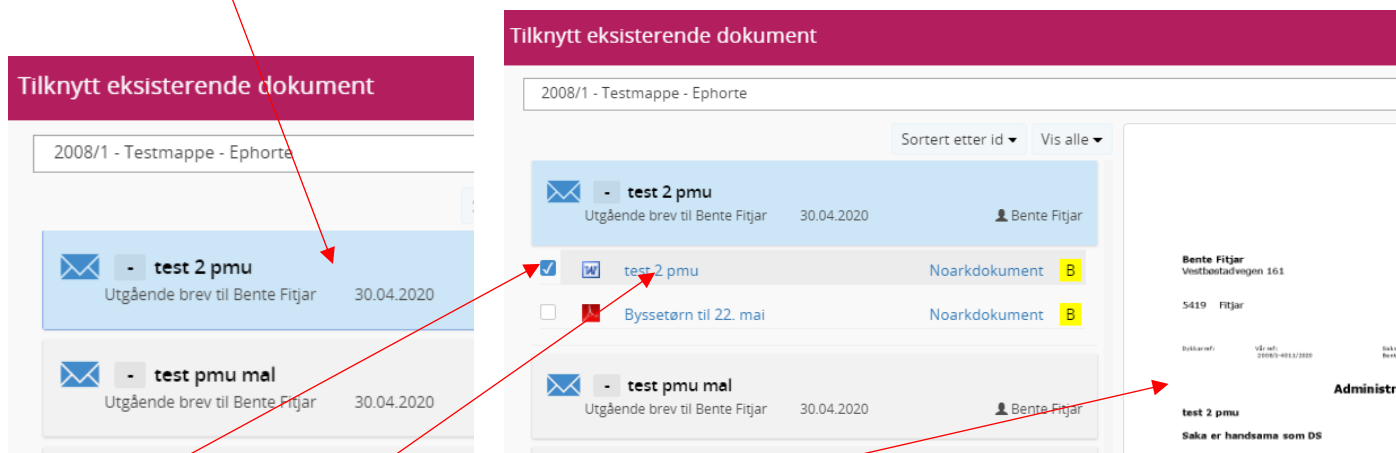 Tilknytt eksisterende dokument
2008/1 - Testmappe - Ephorte
- test 2 pmu
Utgående brev til Bente Fitjar 30.04.2020
- test pmu mal
Utgående brev til Bente Fitjar 30.04.2020
Tilknytt eksisterende dokument
2008/1 - Testmappe - Ephorte
Sortert etter id Vis alle
- test 2 pmu
Utgående brev til Bente Fitjar 30.04.2020 Bente Fitjar
test 2 pmu Noarkdokument B
Byssetørn til 22. mai Noarkdokument B
- test pmu mal
Utgående brev til Bente Fitjar 30.04.2020 Bente Fitjar
Bente Fitjar
Vestbøstadvegen 161
5419 Fitjar
Dykkar ref: Vår ref:
Administr
test 2 pmu
Saka er handsama som DS